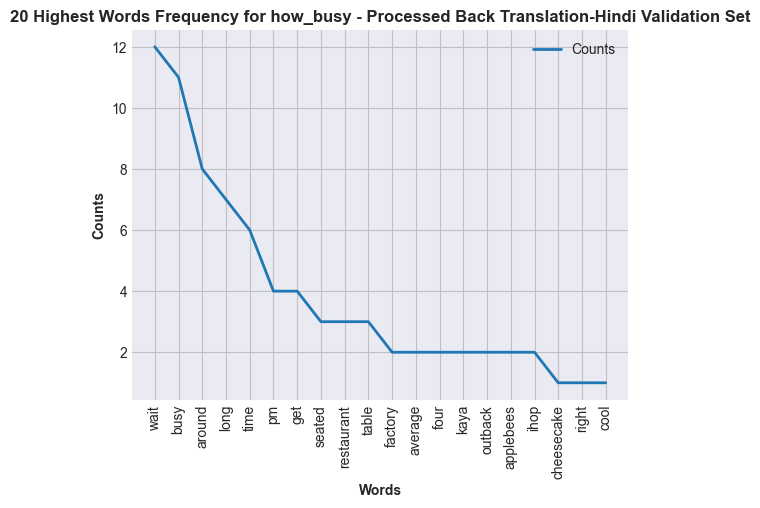 20 Highest Words Frequency for how_busy - Processed Back Translation-Hindi Validation Set
Counts
12
10
8
6
4
2
Counts
wait
busy
around
long
time
pm
get
seated
restaurant
table
factory
average
four
kaya
outback
applebees
ihop
cheesecake
right
cool
Words